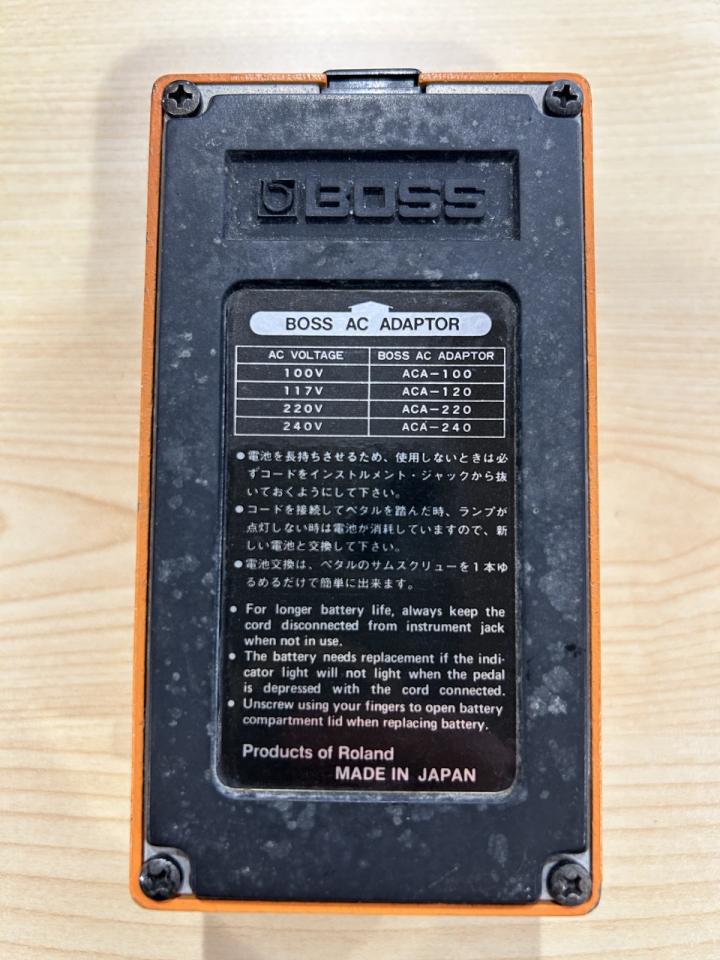 BOSS
BOSS AC ADAPTOR
AC VOLTAGE BOSS AC ADAPTOR
100V ACA-100
117V ACA-120
220V ACA-220
240V ACA-240
●電池を長持ちさせるため、使用しないときは必
ずコードをインストルメント・ジャックから抜
いておくようにして下さい。
●コードを接続してペタルを踏んだ時、ランプが
点灯しない時は電池が消耗していますので、新
しい電池と交換して下さい。
●電池交換は、ペタルのサムスクリューを1本ゆ
るめるだけで簡単に出来ます。
● For longer battery life, always keep the
cord disconnected from instrument jack
when not in use.
● The battery needs replacement if the indi-
cator light will not light when the pedal
is depressed with the cord connected.
● Unscrew using your fingers to open battery
compartment lid when replacing battery.
Products of Roland
MADE IN JAPAN